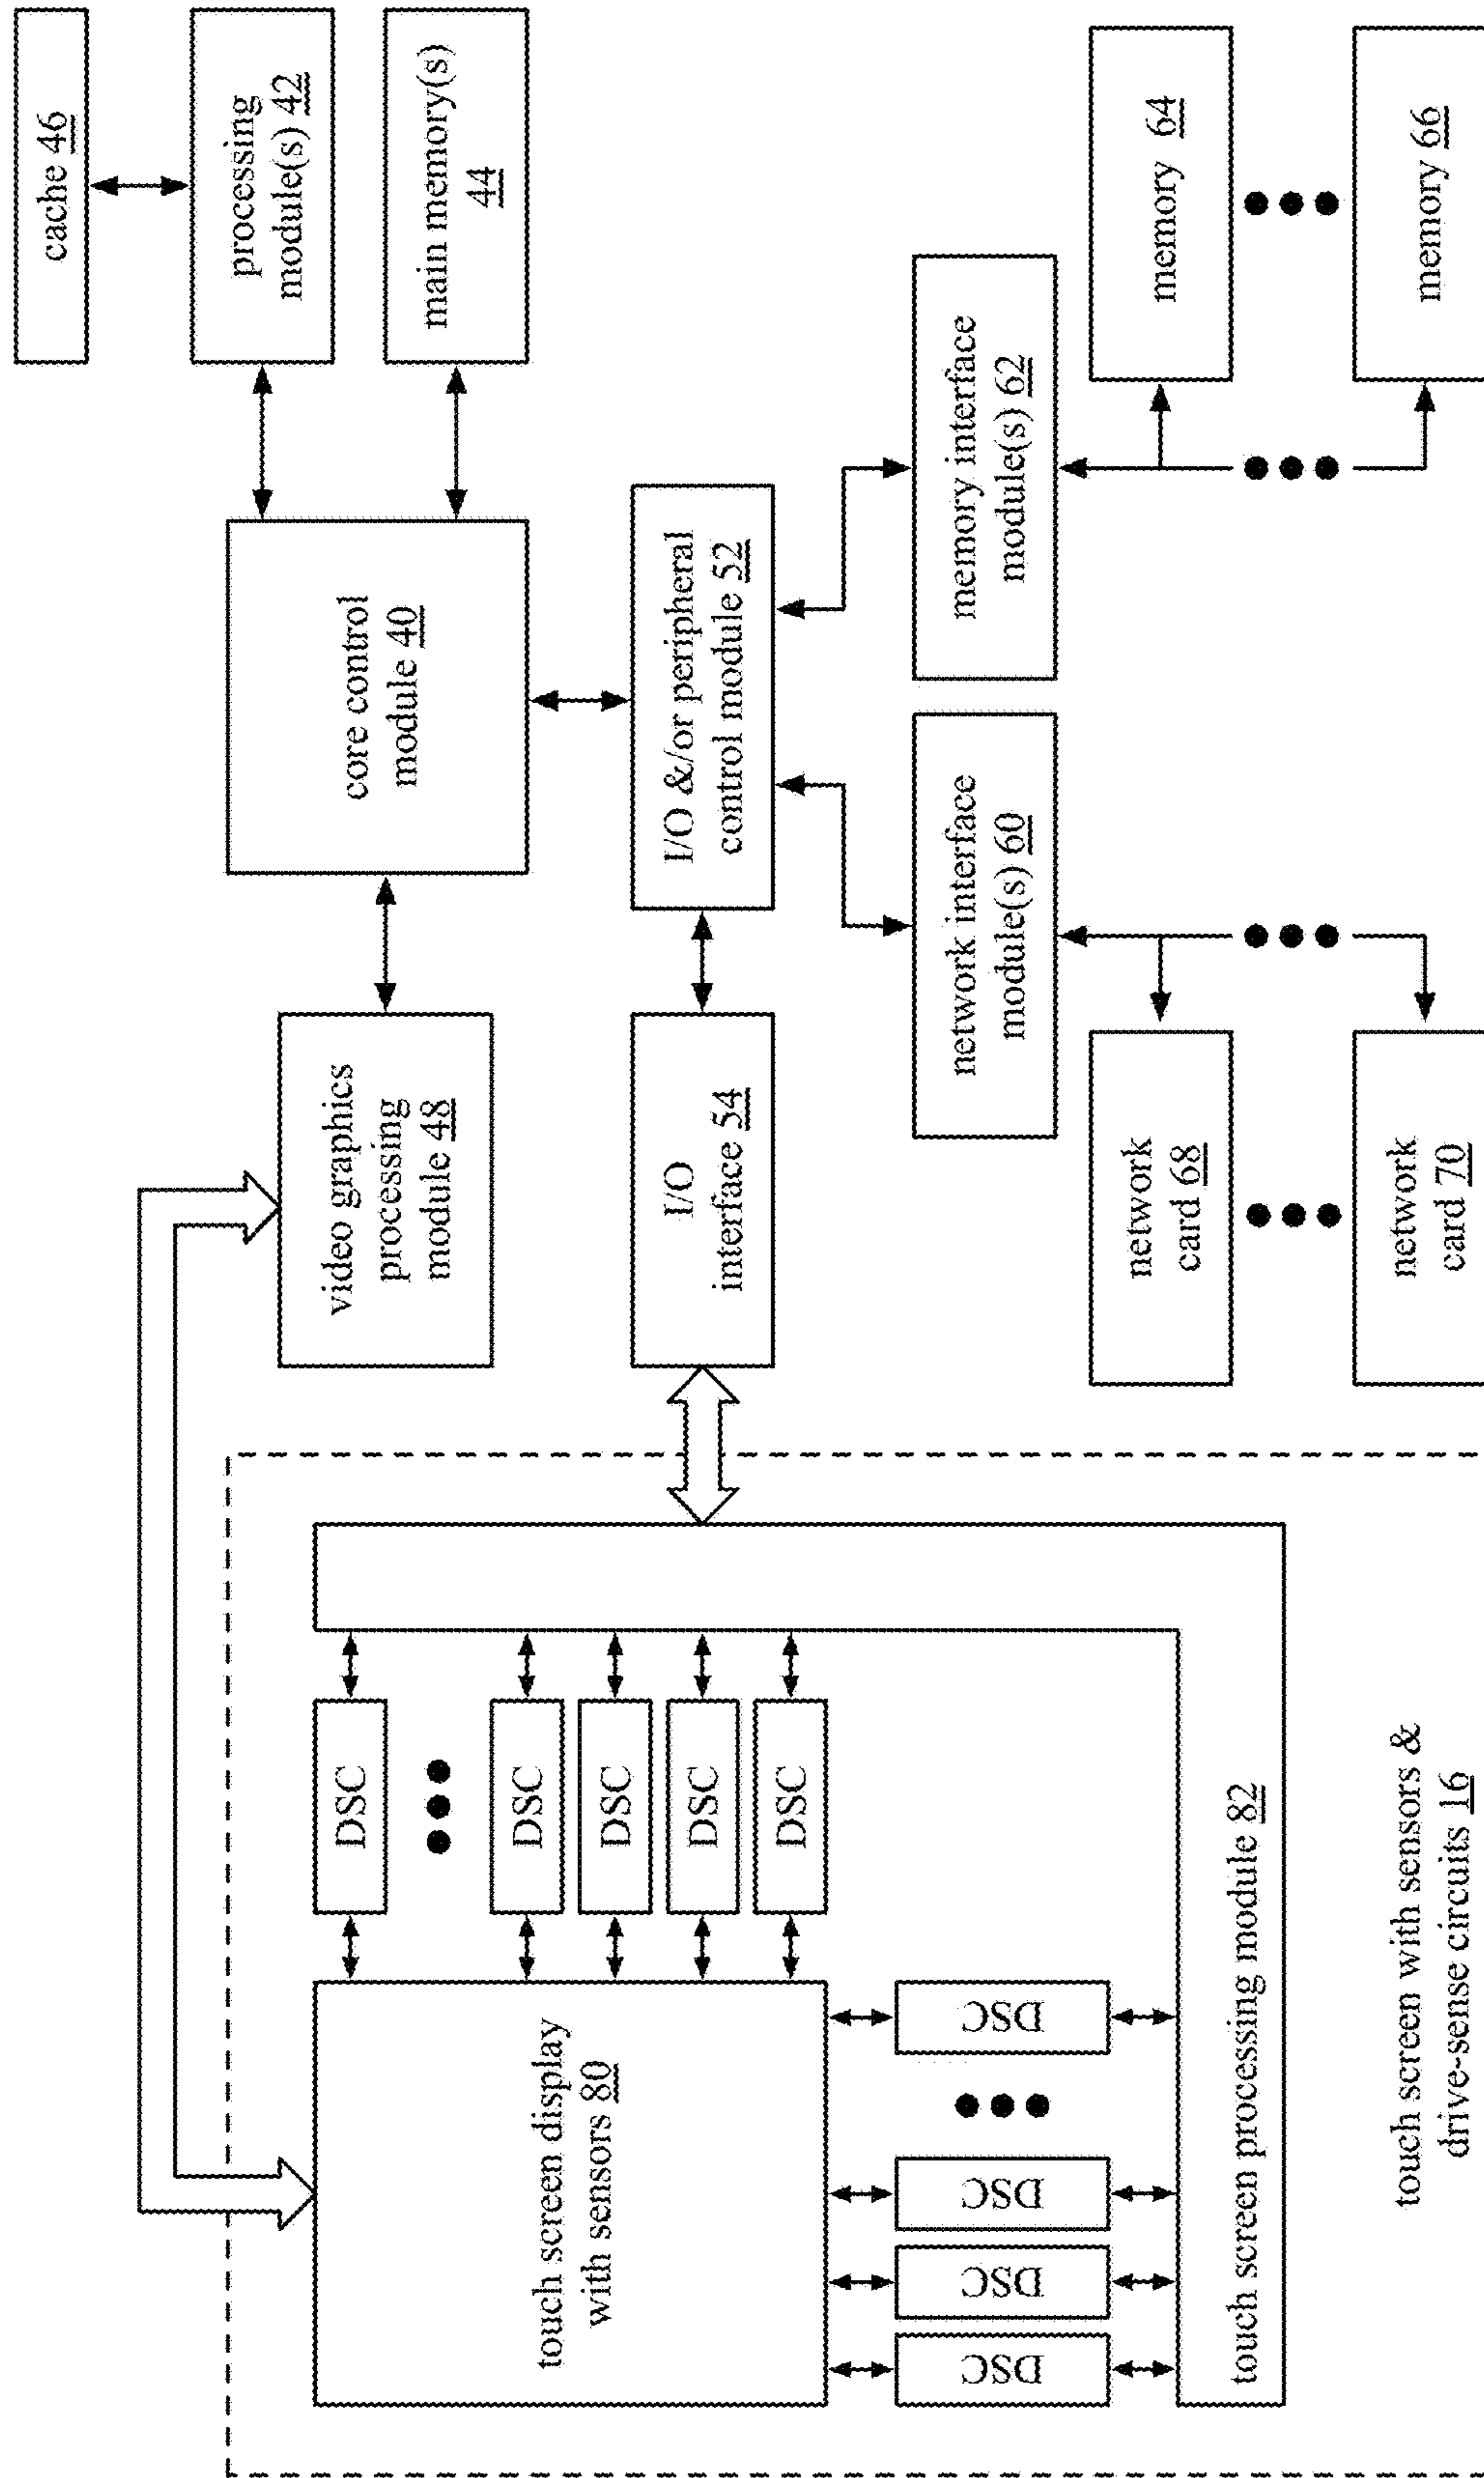 cache 46
processing
module(s) 42
main memory(s)
44
core control
module 40
video graphics
processing
module 48
I/O &/or peripheral
control module 52
I/O
interface 54
memory interface
module(s) 62
network interface
module(s) 60
memory 64
memory 66
network
card 68
network
card 70
touch screen display
with sensors 80
DSC
DSC
DSC
DSC
DSC
DSC
DSC
DSC
DSC
touch screen processing module 82
touch screen with sensors &
drive-sense circuits 16